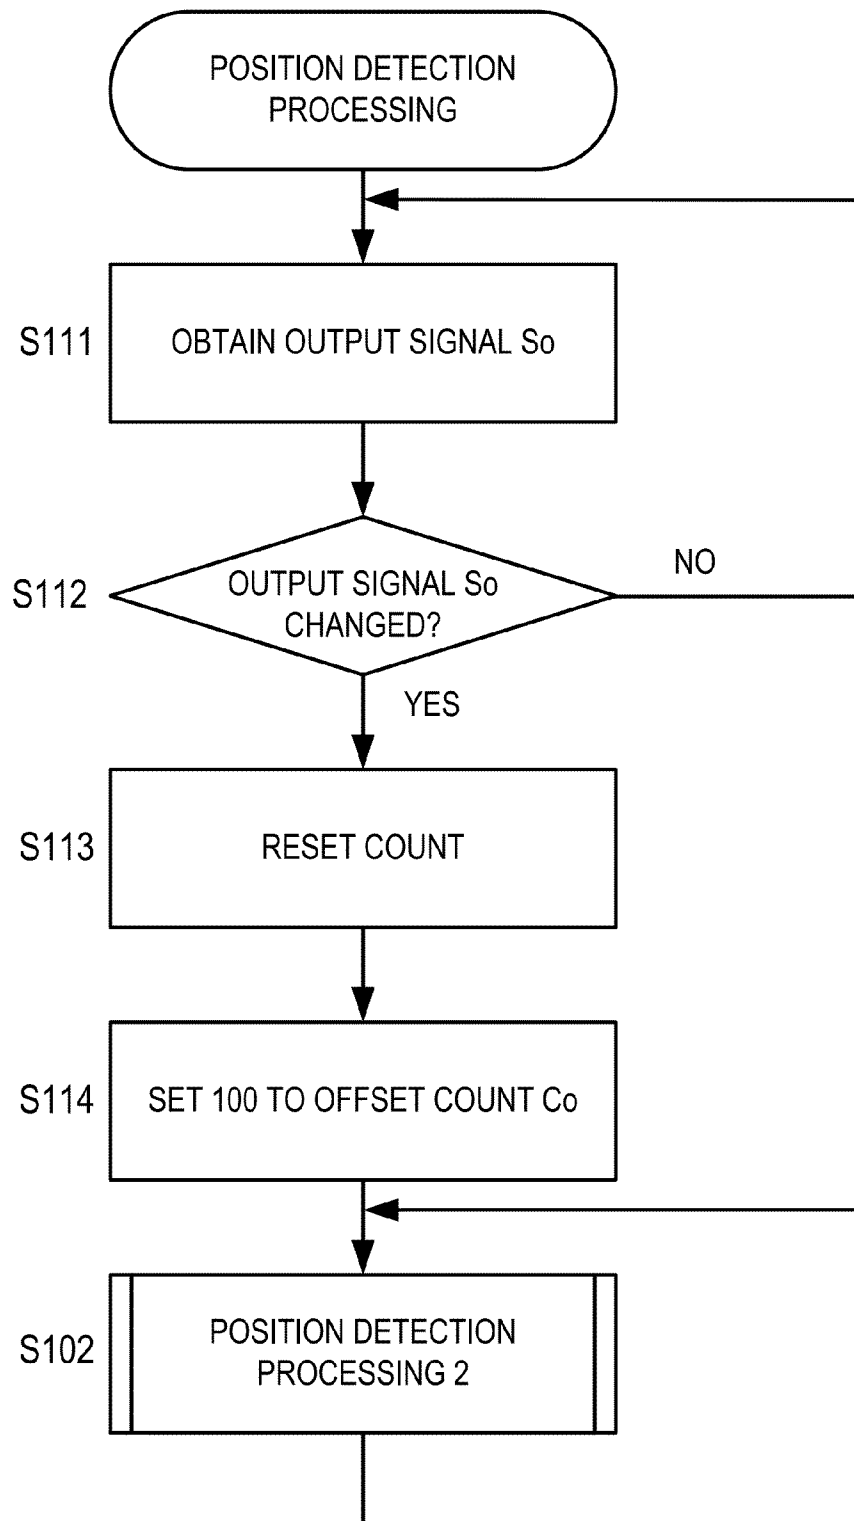 POSITION DETECTION
PROCESSING
S111
OBTAIN OUTPUT SIGNAL So
S112
OUTPUT SIGNAL So
CHANGED?
NO
YES
S113
RESET COUNT
S114
SET 100 TO OFFSET COUNT Co
S102
POSITION DETECTION
PROCESSING 2